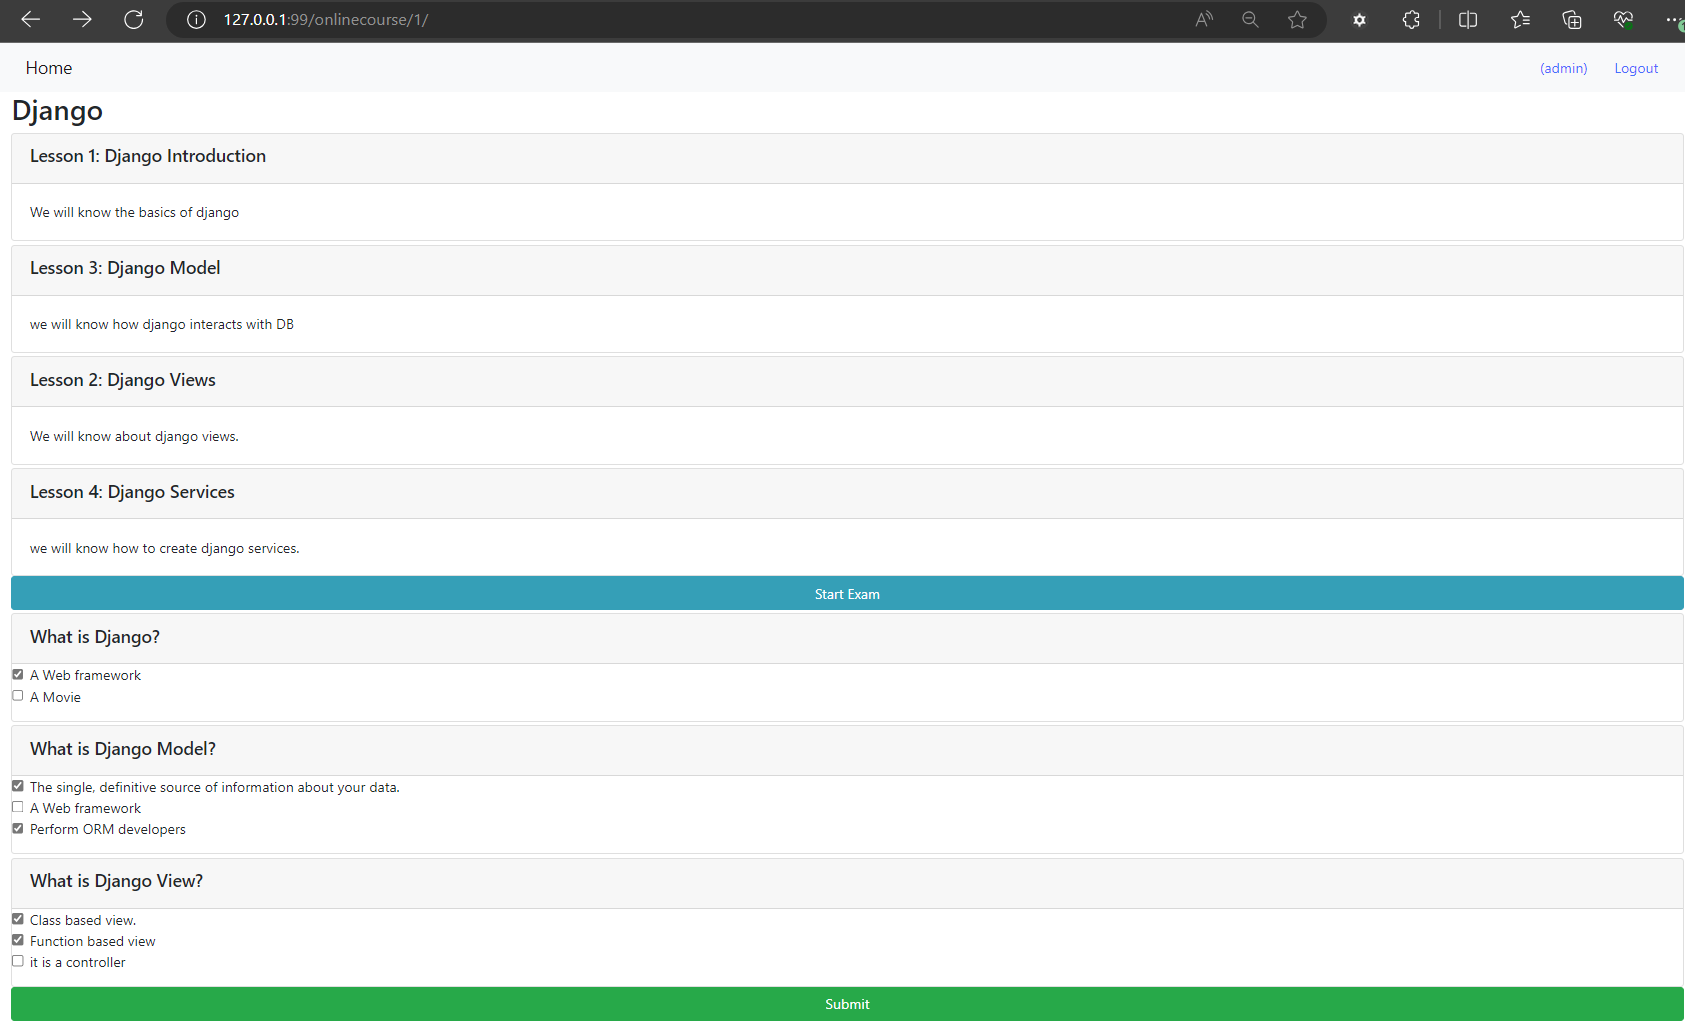 127.0.0.1:99/onlinecourse/1/
Home
(admin) Logout
Django
Lesson 1: Django Introduction
We will know the basics of django
Lesson 3: Django Model
we will know how django interacts with DB
Lesson 2: Django Views
We will know about django views.
Lesson 4: Django Services
we will know how to create django services.
Start Exam
What is Django?
A Web framework
A Movie
What is Django Model?
The single, definitive source of information about your data.
A Web framework
Perform ORM developers
What is Django View?
Class based view.
Function based view
it is a controller
Submit